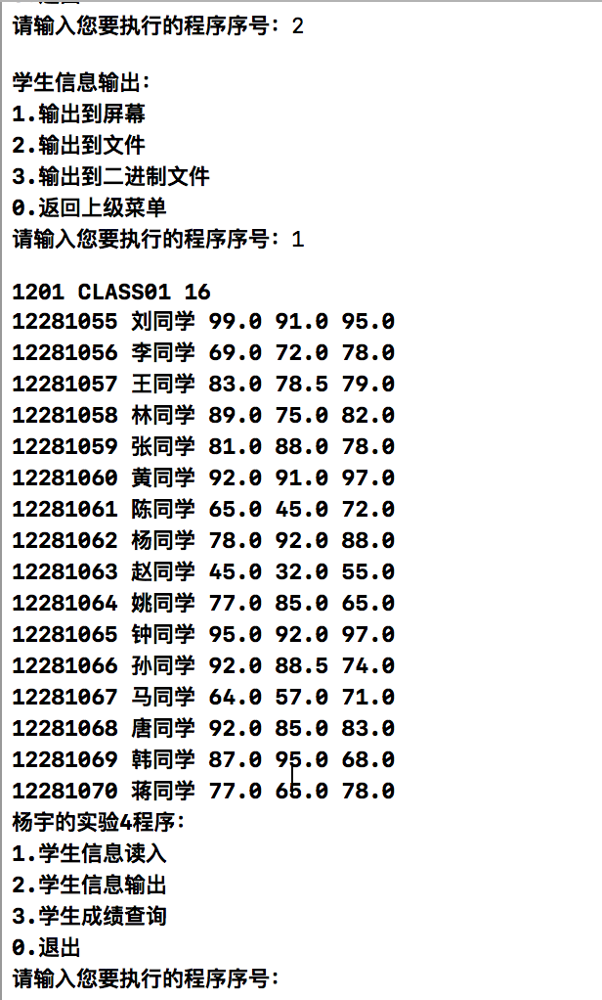 请输入您要执行的程序序号：2
学生信息输出：
1.输出到屏幕
2.输出到文件
3.输出到二进制文件
0.返回上级菜单
请输入您要执行的程序序号：1
1201 CLASS01 16
12281055 刘同学 99.0 91.0 95.0
12281056 李同学 69.0 72.0 78.0
12281057 王同学 83.0 78.5 79.0
12281058 林同学 89.0 75.0 82.0
12281059 张同学 81.0 88.0 78.0
12281060 黄同学 92.0 91.0 97.0
12281061 陈同学 65.0 45.0 72.0
12281062 杨同学 78.0 92.0 88.0
12281063 赵同学 45.0 32.0 55.0
12281064 姚同学 77.0 85.0 65.0
12281065 钟同学 95.0 92.0 97.0
12281066 孙同学 92.0 88.5 74.0
12281067 马同学 64.0 57.0 71.0
12281068 唐同学 92.0 85.0 83.0
12281069 韩同学 87.0 95.0 68.0
12281070 蒋同学 77.0 65.0 78.0
杨宇的实验4程序：
1.学生信息读入
2.学生信息输出
3.学生成绩查询
0.退出
请输入您要执行的程序序号：